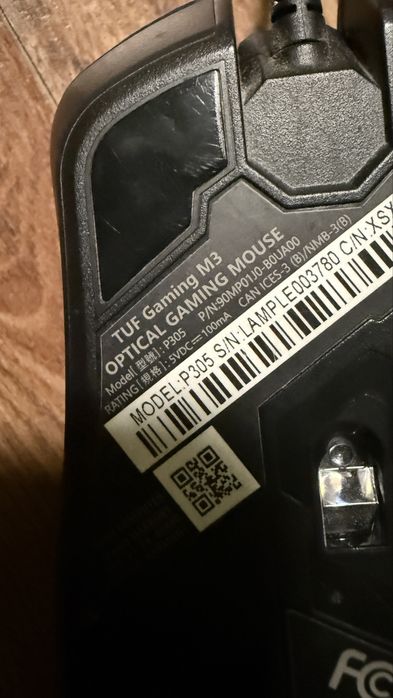 TUF Gaming M3
OPTICAL GAMING MOUSE
Model[型號]: P305 P/N:90MP01J0-B0UA00
RATING[規格]: 5VDC⎓100mA CAN ICES-3 (B)/NMB-3(B)
MODEL:P305 S/N:LAMPLE003780 C/N:XSX
FC